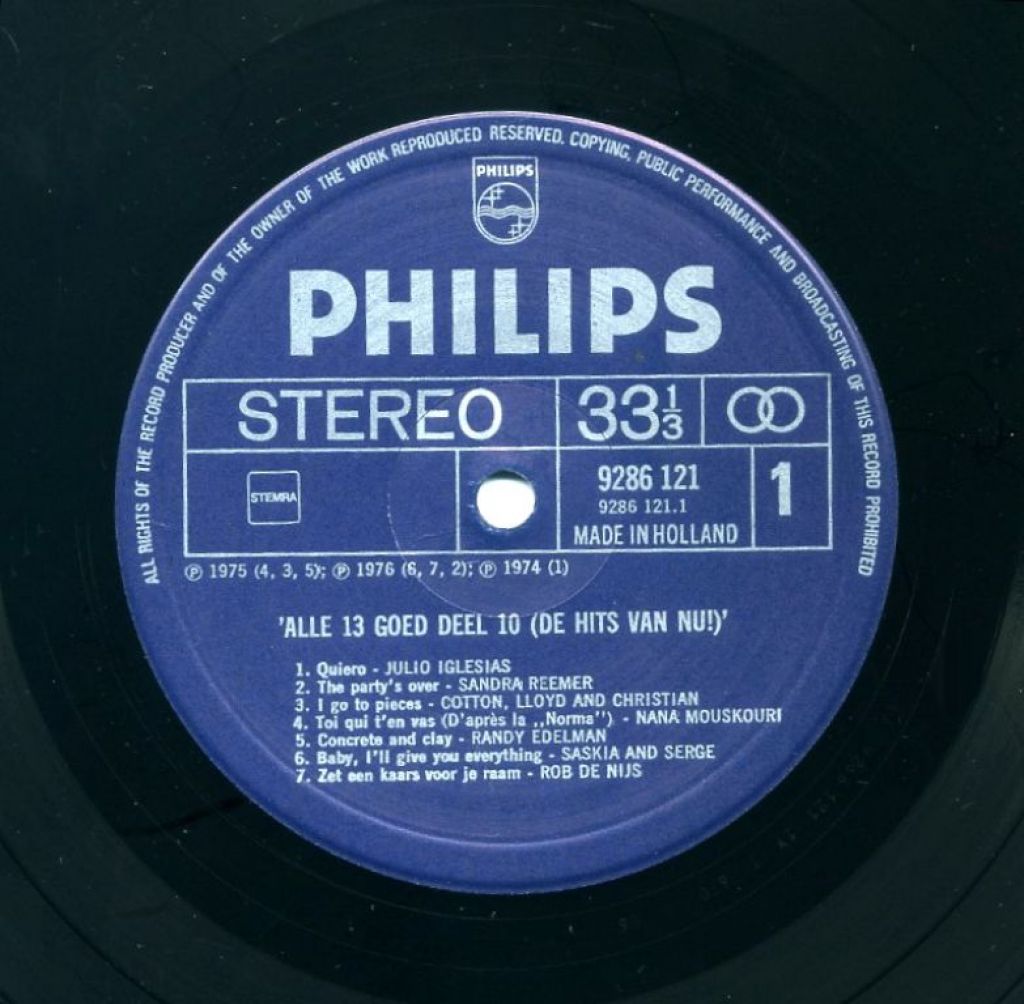 ALL RIGHTS OF THE RECORD PRODUCER AND OF THE OWNER OF THE WORK REPRODUCED RESERVED. COPYING, PUBLIC PERFORMANCE AND BROADCASTING OF THIS RECORD PROHIBITED
PHILIPS
PHILIPS
STEREO 33⅓
STEMRA
9286 121
9286 121.1
MADE IN HOLLAND
1
℗ 1975 (4, 3, 5); ℗ 1976 (6, 7, 2); ℗ 1974 (1)
'ALLE 13 GOED DEEL 10 (DE HITS VAN NU!)'
1. Quiero - JULIO IGLESIAS
2. The party's over - SANDRA REEMER
3. I go to pieces - COTTON, LLOYD AND CHRISTIAN
4. Toi qui t'en vas (D'après la ,,Norma'') - NANA MOUSKOURI
5. Concrete and clay - RANDY EDELMAN
6. Baby, I'll give you everything - SASKIA AND SERGE
7. Zet een kaars voor je raam - ROB DE NIJS